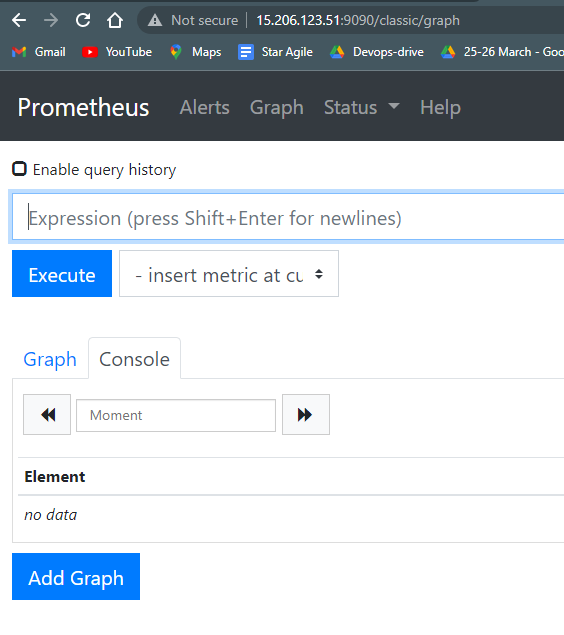 Not secure | 15.206.123.51:9090/classic/graph
Gmail YouTube Maps Star Agile Devops-drive 25-26 March - Goo
Prometheus Alerts Graph Status Help
Enable query history
Expression (press Shift+Enter for newlines)
Execute - insert metric at cu
Graph Console
Moment
Element
no data
Add Graph